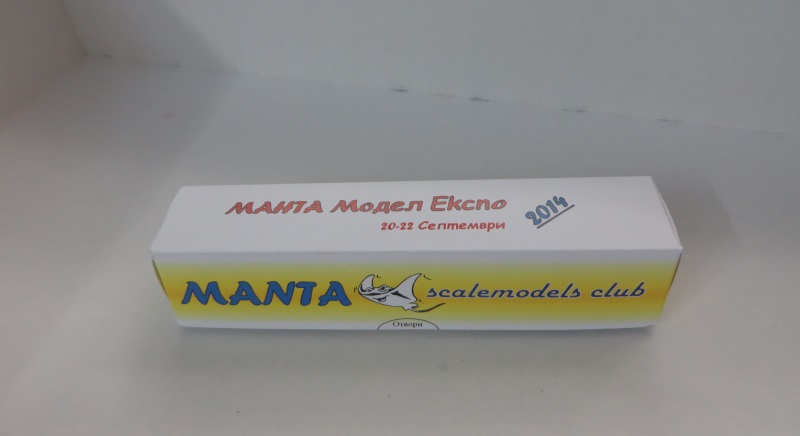 МАНТА Модел Експо 2014
20-22 Септември
MANTA scalemodels club
Отвори